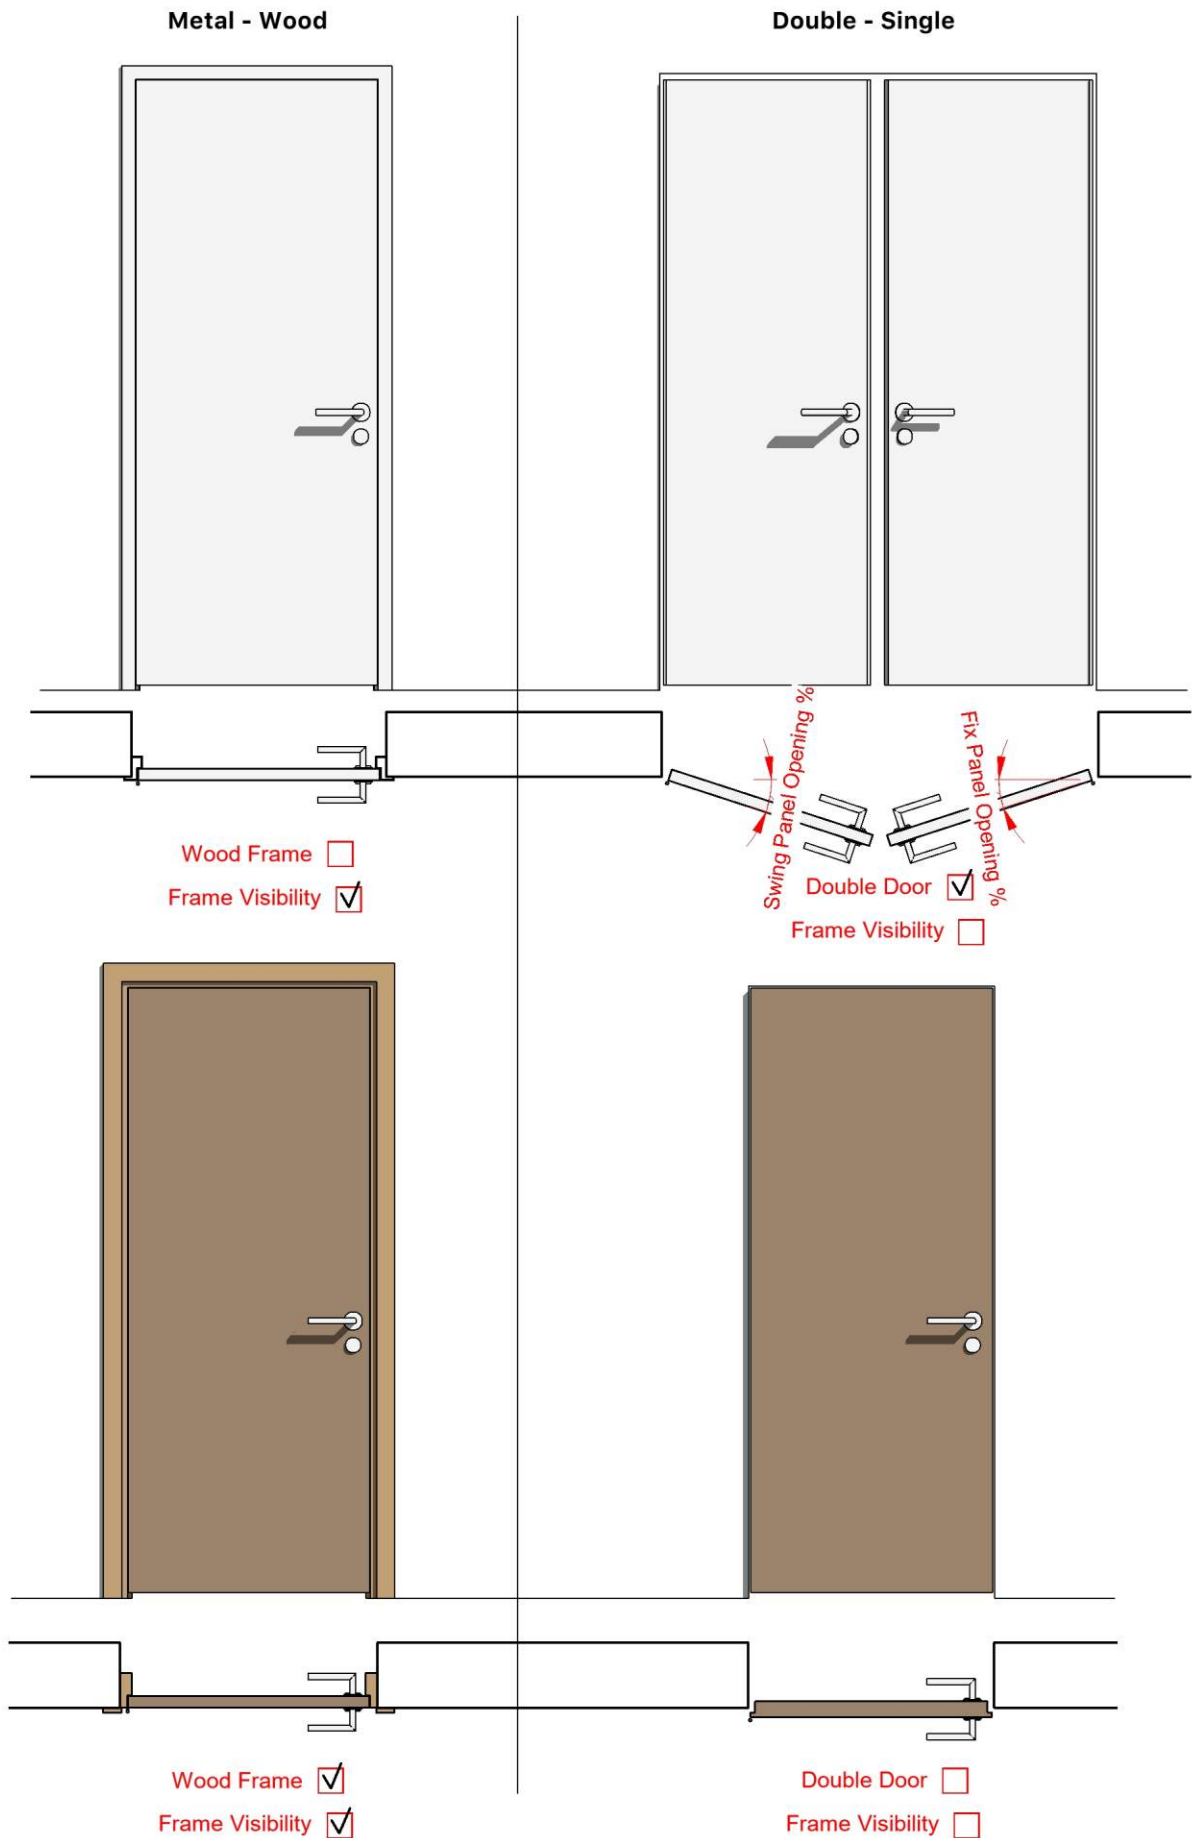 Metal - Wood
Double - Single
Swing Panel Opening %
Fix Panel Opening %
Wood Frame
Frame Visibility
Double Door
Frame Visibility
Wood Frame
Frame Visibility
Double Door
Frame Visibility